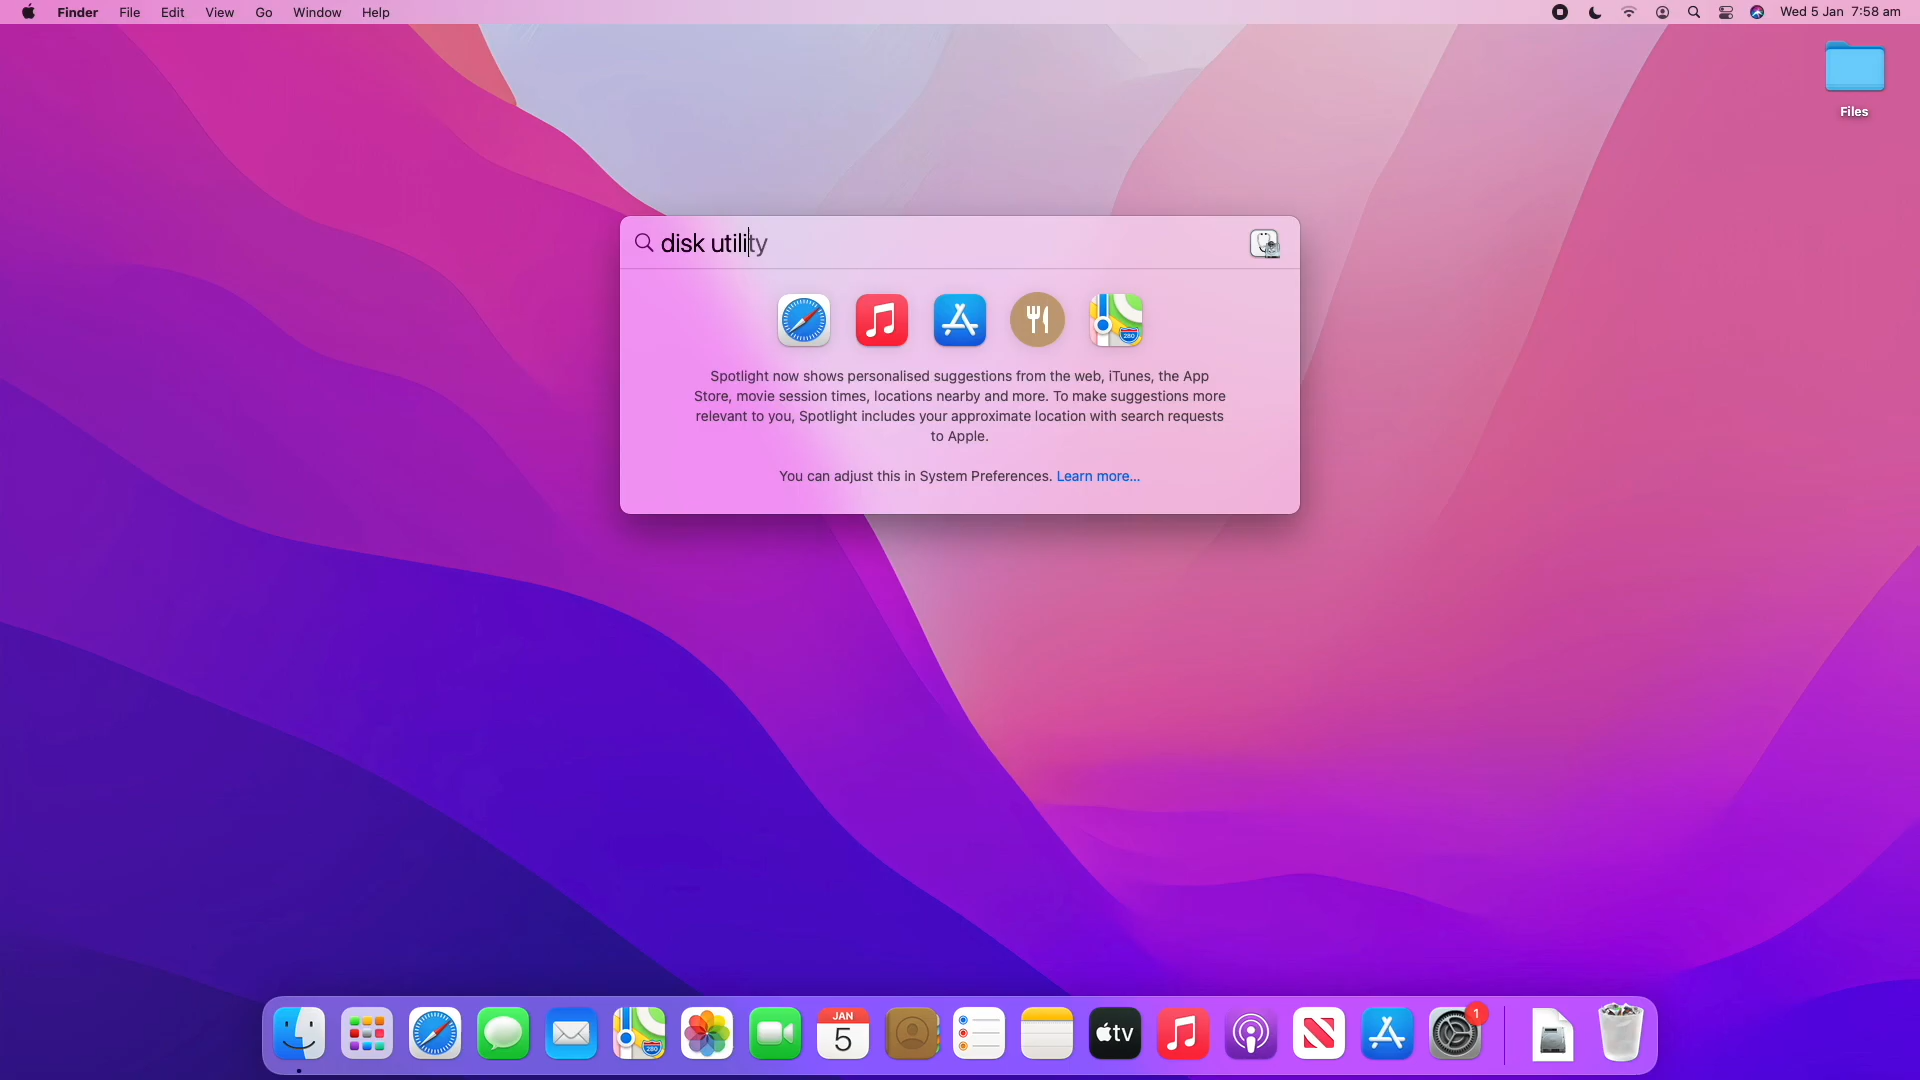 Finder File Edit View Go Window Help Wed 5 Jan 7:58 am
Files
disk utility
280
Spotlight now shows personalised suggestions from the web, iTunes, the App
Store, movie session times, locations nearby and more. To make suggestions more
relevant to you, Spotlight includes your approximate location with search requests
to Apple.
You can adjust this in System Preferences. Learn more...
280
JAN
5
tv
1